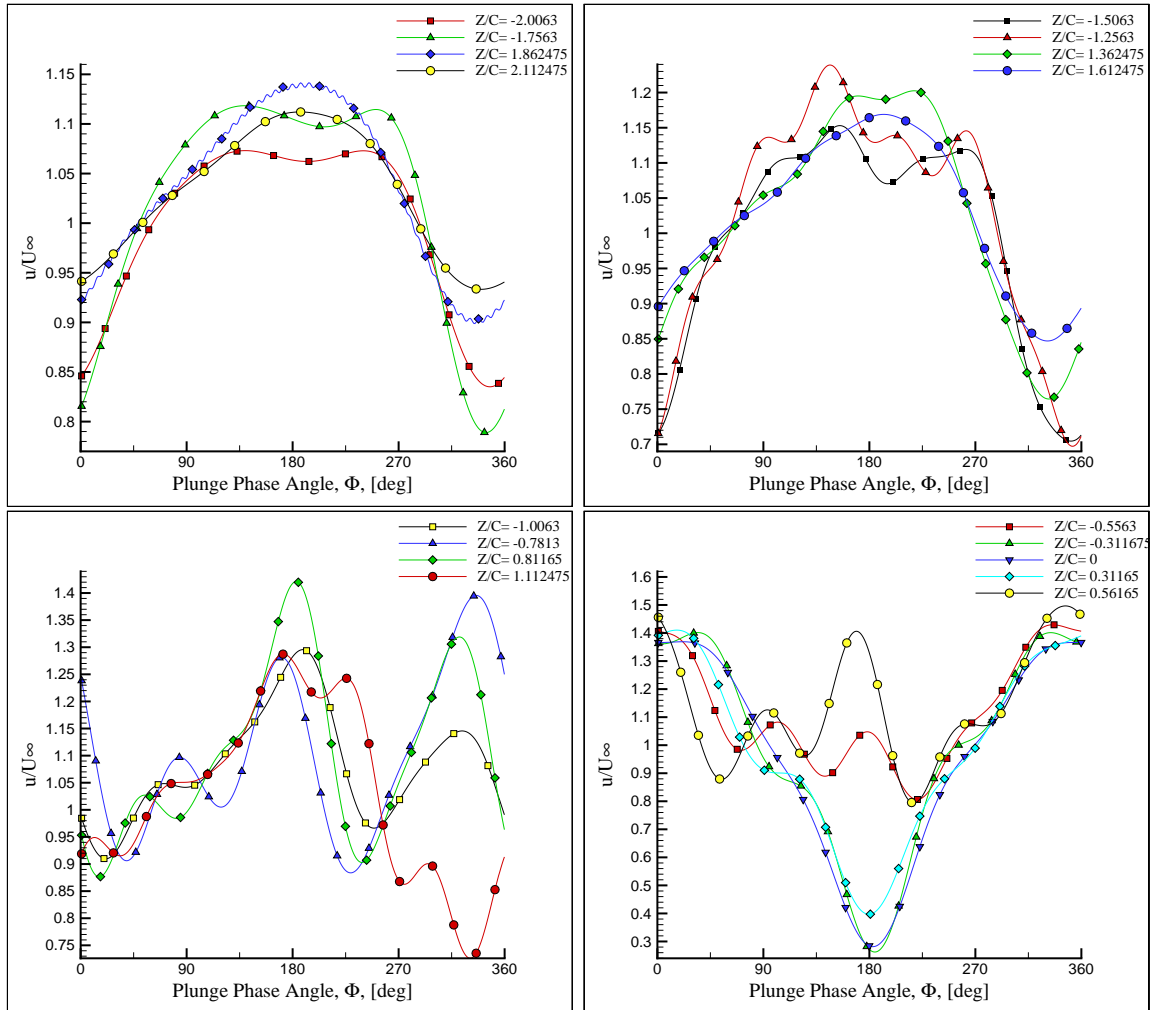 Z/C= -2.0063
Z/C= -1.7563
Z/C= 1.862475
Z/C= 2.112475
1.15
1.1
1.05
1
0.95
0.9
0.85
0.8
u/U∞
0 90 180 270 360
Plunge Phase Angle, Φ, [deg]
Z/C= -1.5063
Z/C= -1.2563
Z/C= 1.362475
Z/C= 1.612475
1.2
1.15
1.1
1.05
1
0.95
0.9
0.85
0.8
0.75
0.7
u/U∞
0 90 180 270 360
Plunge Phase Angle, Φ, [deg]
Z/C= -1.0063
Z/C= -0.7813
Z/C= 0.81165
Z/C= 1.112475
1.4
1.35
1.3
1.25
1.2
1.15
1.1
1.05
1
0.95
0.9
0.85
0.8
0.75
u/U∞
0 90 180 270 360
Plunge Phase Angle, Φ, [deg]
Z/C= -0.5563
Z/C= -0.311675
Z/C= 0
Z/C= 0.31165
Z/C= 0.56165
1.6
1.5
1.4
1.3
1.2
1.1
1
0.9
0.8
0.7
0.6
0.5
0.4
0.3
u/U∞
0 90 180 270 360
Plunge Phase Angle, Φ, [deg]